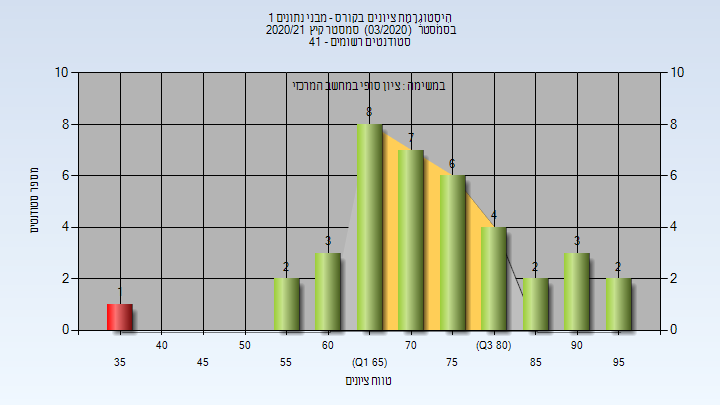 היסטוגרמת ציונים בקורס - מבני נתונים 1
בסמסטר (03/2020) סמסטר קיץ 2020/21
סטודנטים רשומים - 41
במשימה : ציון סופי במחשב המרכזי
מספר סטודנטים
10 10
8 8
6 6
4 4
2 2
0 0
1 2 3 8 7 6 4 2 3 2
40 50 60 70 (Q3 80) 90
35 45 55 (Q1 65) 75 85 95
טווח ציונים